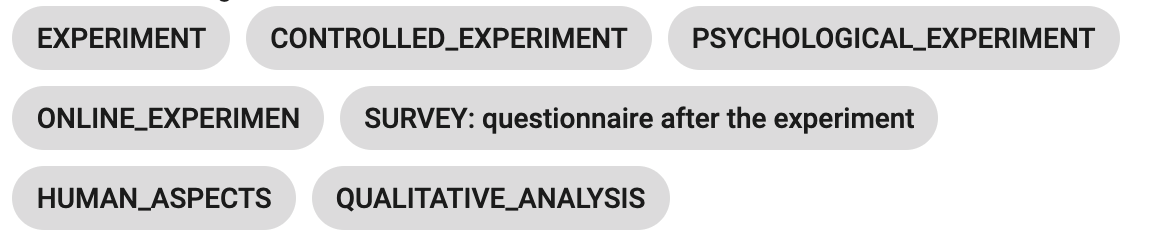 EXPERIMENT CONTROLLED_EXPERIMENT PSYCHOLOGICAL_EXPERIMENT
ONLINE_EXPERIMEN SURVEY: questionnaire after the experiment
HUMAN_ASPECTS QUALITATIVE_ANALYSIS